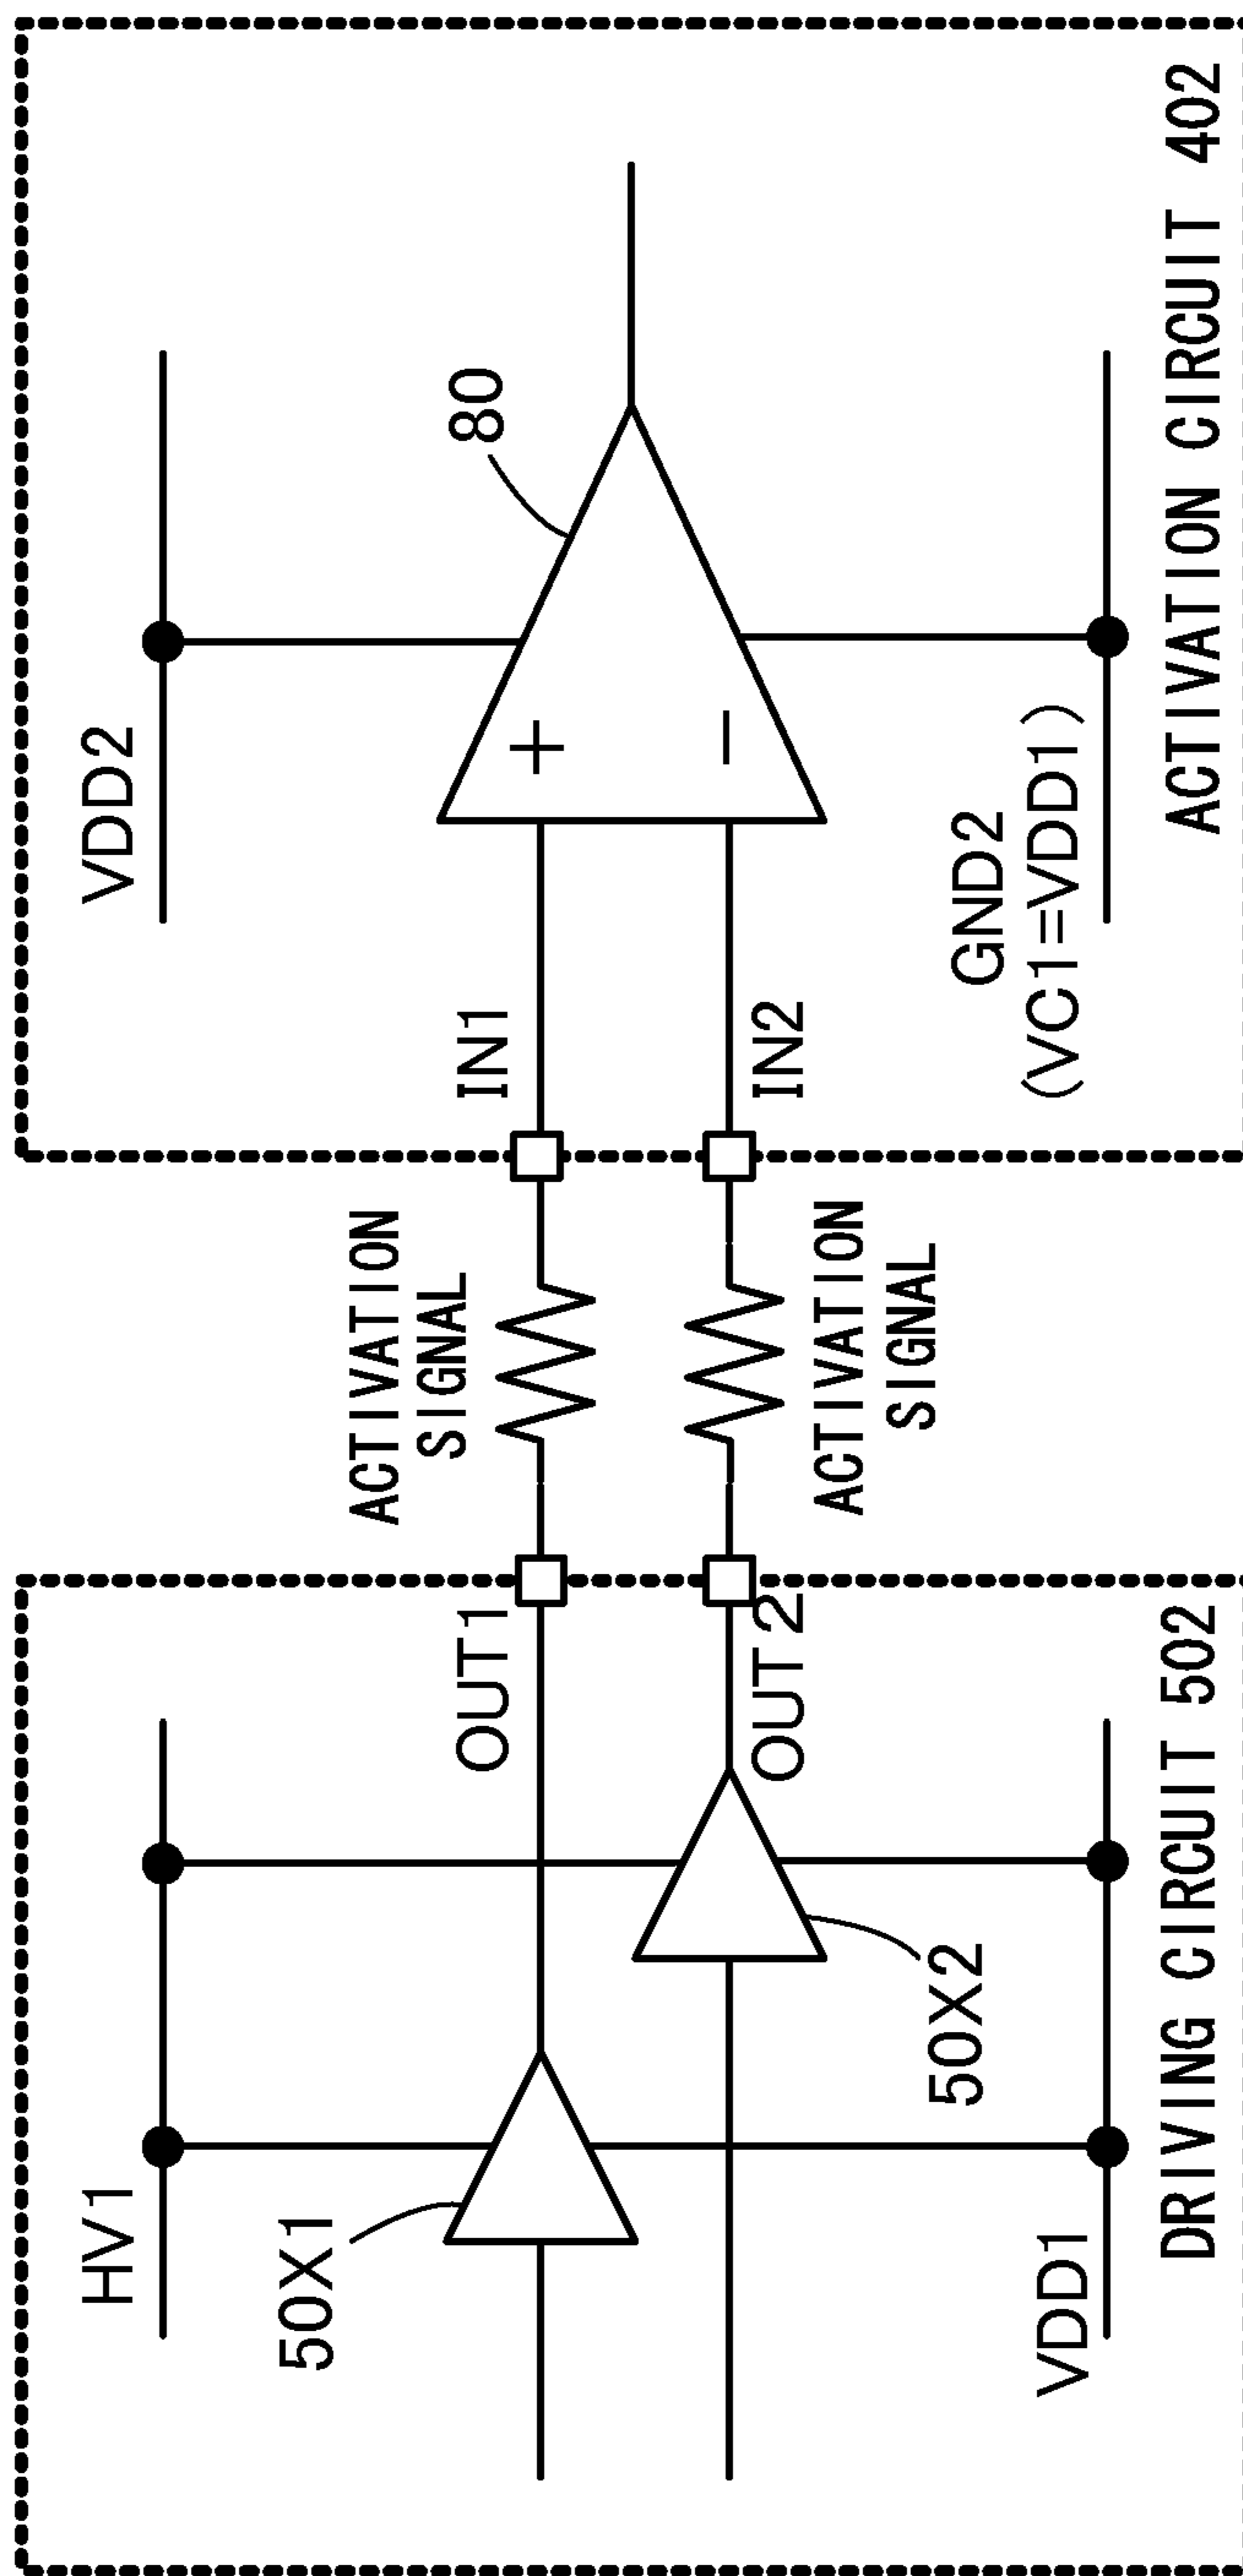 HV1
50X1
OUT1
OUT2
50X2
VDD1
DRIVING CIRCUIT 502
ACTIVATION
SIGNAL
ACTIVATION
SIGNAL
VDD2
80
IN1
+
−
IN2
GND2
(VC1=VDD1)
ACTIVATION CIRCUIT 402